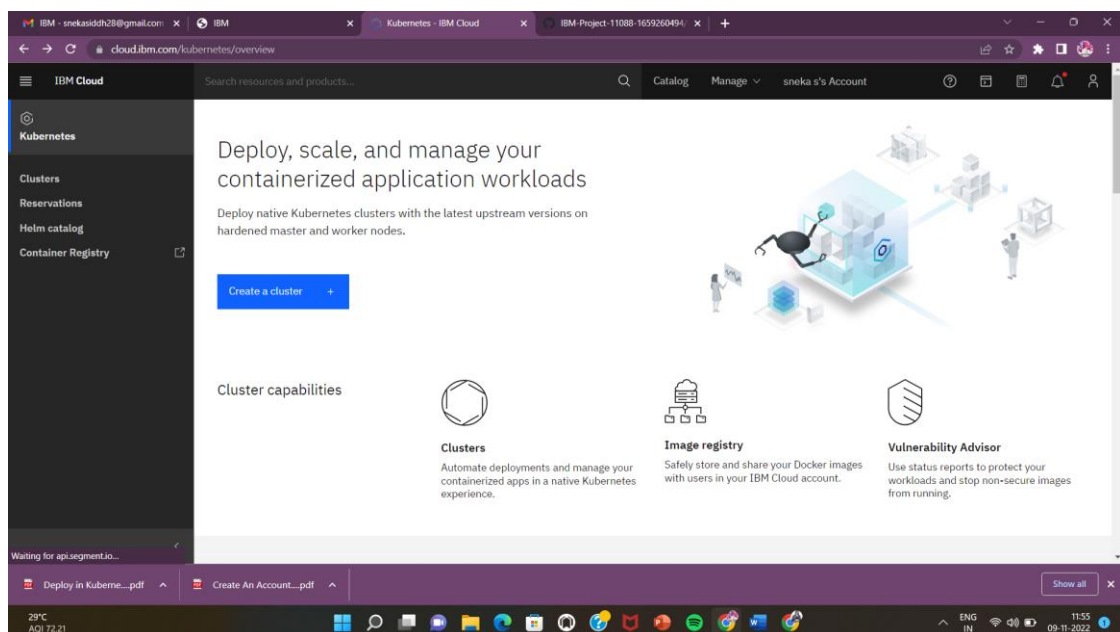 IBM - snekasiddh28@gmail.com
IBM
Kubernetes - IBM Cloud
IBM-Project-11088-1659260494/
cloud.ibm.com/kubernetes/overview
IBM Cloud
Search resources and products...
Catalog
Manage
sneka s's Account
Kubernetes
Clusters
Reservations
Helm catalog
Container Registry
Deploy, scale, and manage your
containerized application workloads
Deploy native Kubernetes clusters with the latest upstream versions on
hardened master and worker nodes.
Create a cluster +
Cluster capabilities
Clusters
Automate deployments and manage your
containerized apps in a native Kubernetes
experience.
Image registry
Safely store and share your Docker images
with users in your IBM Cloud account.
Vulnerability Advisor
Use status reports to protect your
workloads and stop non-secure images
from running.
Waiting for api.segment.io...
Deploy in Kuberne....pdf
Create An Account....pdf
Show all
29°C
AQI 72.21
ENG
IN
11:55
09-11-2022
1